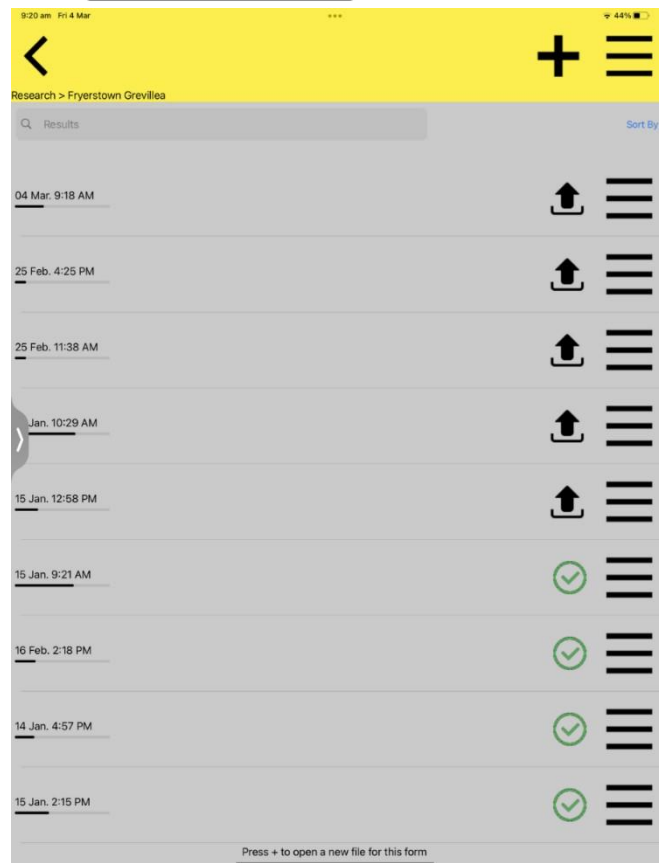 9:20 am Fri 4 Mar 44%
Research > Fryerstown Grevillea
Results Sort By
04 Mar. 9:18 AM
25 Feb. 4:25 PM
25 Feb. 11:38 AM
Jan. 10:29 AM
15 Jan. 12:58 PM
15 Jan. 9:21 AM
16 Feb. 2:18 PM
14 Jan. 4:57 PM
15 Jan. 2:15 PM
Press + to open a new file for this form